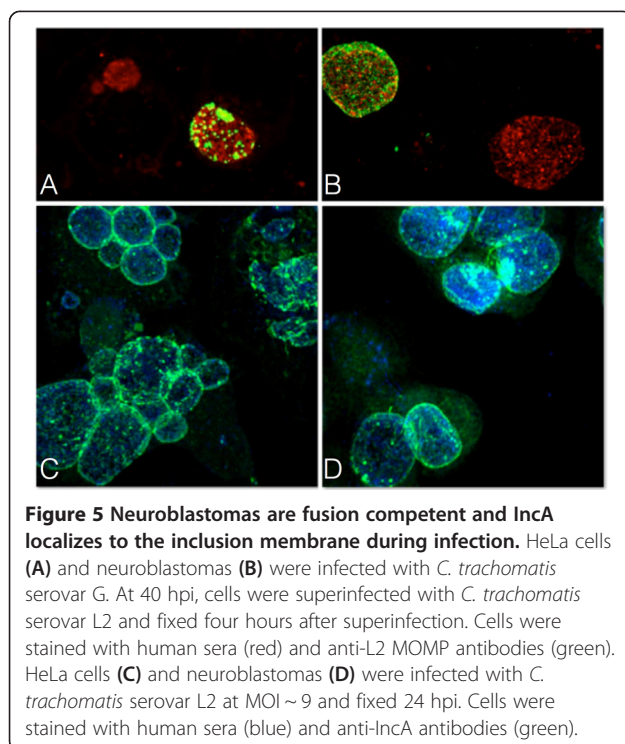 A
B
C
D
Figure 5 Neuroblastomas are fusion competent and IncA
localizes to the inclusion membrane during infection. HeLa cells
(A) and neuroblastomas (B) were infected with C. trachomatis
serovar G. At 40 hpi, cells were superinfected with C. trachomatis
serovar L2 and fixed four hours after superinfection. Cells were
stained with human sera (red) and anti-L2 MOMP antibodies (green).
HeLa cells (C) and neuroblastomas (D) were infected with C.
trachomatis serovar L2 at MOI ~ 9 and fixed 24 hpi. Cells were
stained with human sera (blue) and anti-IncA antibodies (green).